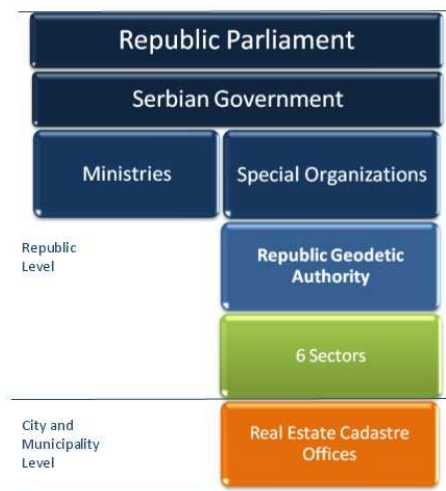 Republic Parliament
Serbian Government
Ministries
Special Organizations
Republic
Level
Republic Geodetic
Authority
6 Sectors
City and
Municipality
Level
Real Estate Cadastre
Offices